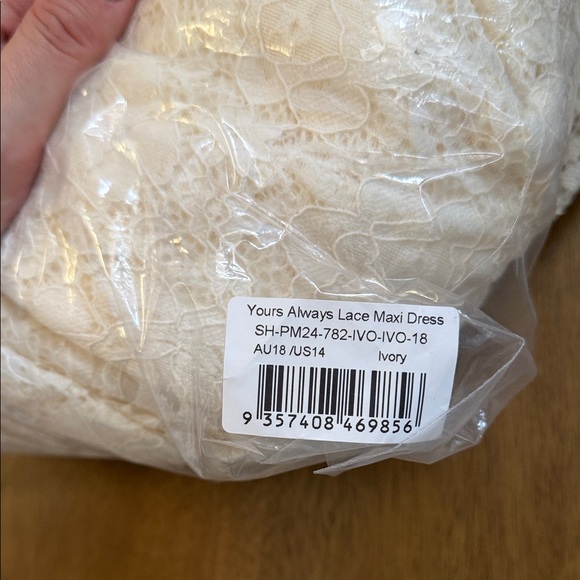 Yours Always Lace Maxi Dress
SH-PM24-782-IVO-IVO-18
AU18 /US14 Ivory
9 357408 469856